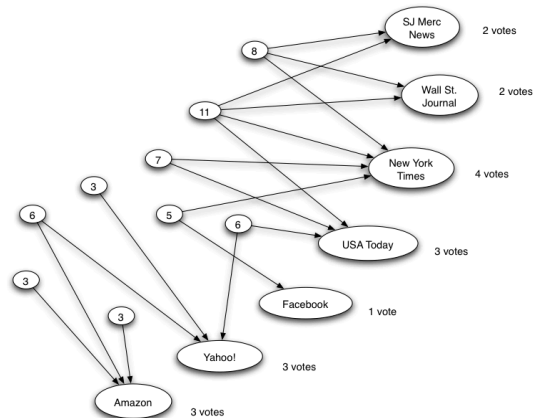 SJ Merc
News
2 votes
8
Wall St.
Journal
2 votes
11
7
New York
Times
4 votes
3
6
5
6
USA Today
3 votes
3
Facebook
1 vote
3
Yahoo!
3 votes
Amazon
3 votes